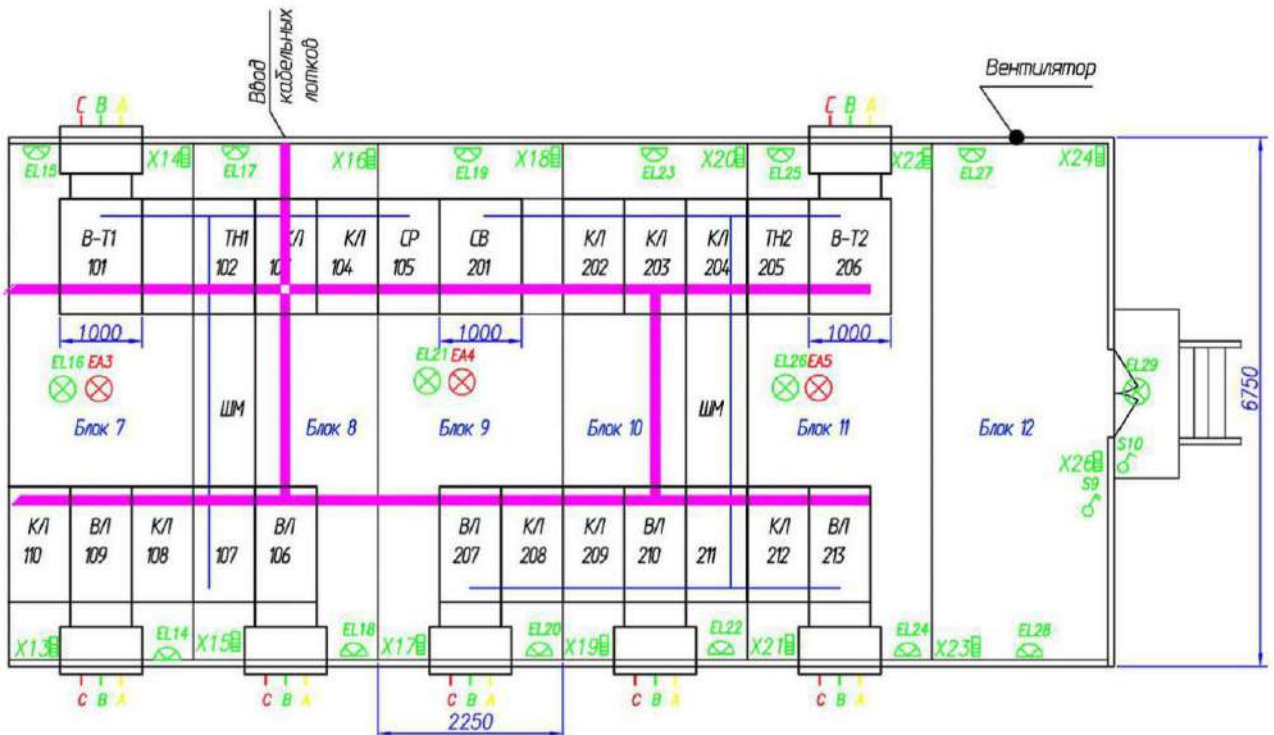 Ввод
кабельных
лотков
Вентилятор
C B A
C B A
EL15
X14
EL17
X16
EL19
X18
EL23
X20
EL25
X22
EL27
X24
В-Т1
101
ТН1
102
КЛ
КЛ
104
СР
105
СВ
201
КЛ
202
КЛ
203
КЛ
204
ТН2
205
В-Т2
206
1000
1000
1000
EL16 EA3
EL21 EA4
EL26 EA5
EL29
6750
Блок 7
ШМ
Блок 8
Блок 9
Блок 10
ШМ
Блок 11
Блок 12
X26
S10
S9
КЛ
110
ВЛ
109
КЛ
108
107
ВЛ
106
ВЛ
207
КЛ
208
КЛ
209
ВЛ
210
211
КЛ
212
ВЛ
213
X13
EL14
X15
EL18
X17
EL20
X19
EL22
X21
EL24
X23
EL28
C B A
C B A
C B A
C B A
C B A
2250